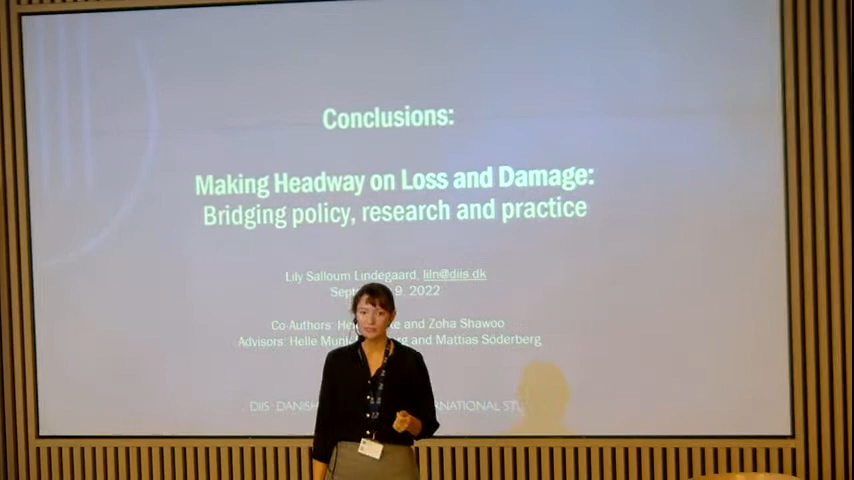 Conclusions:
Making Headway on Loss and Damage:
Bridging policy, research and practice
Lily Salloum Lindegaard, liln@diis.dk
9. 2022
Co-Authors: and Zoha Shawoo
Advisors: Helle and Mattias Söderberg
DIIS DANISH